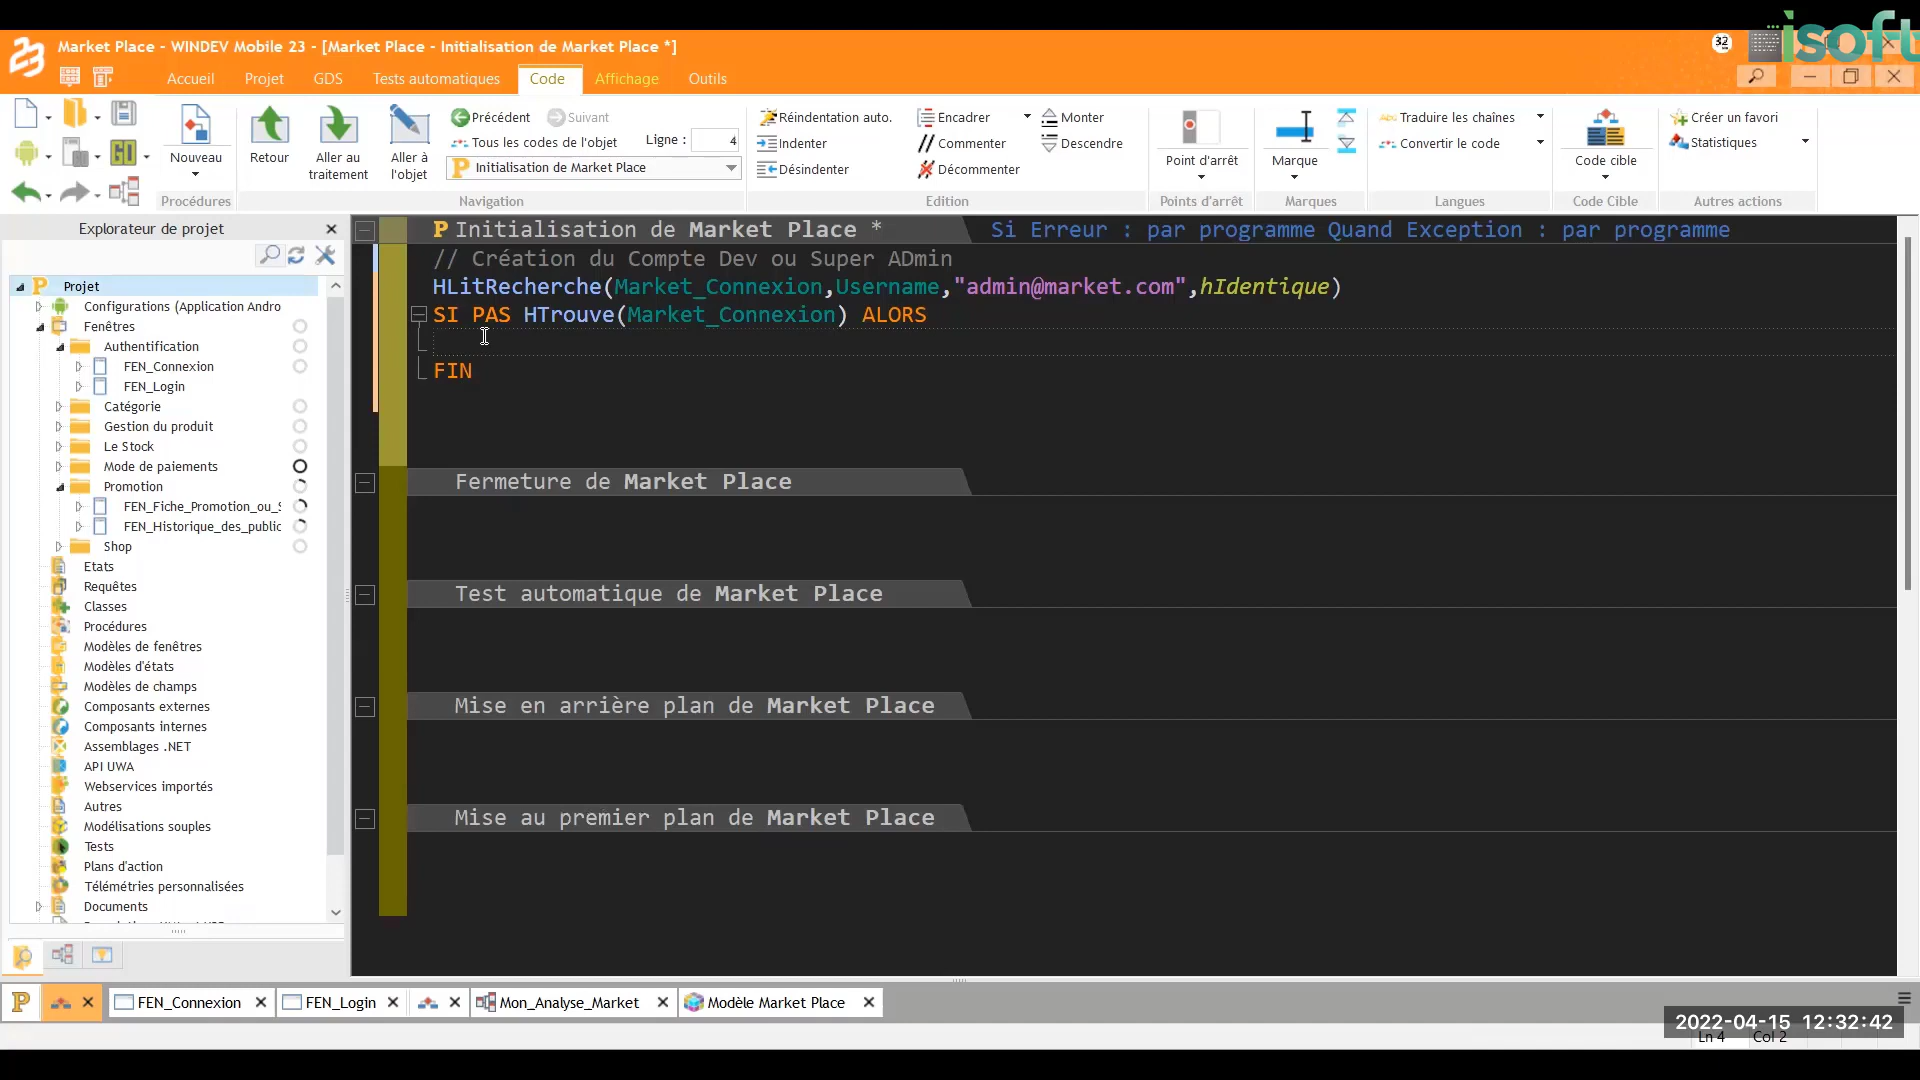 isoft
Market Place - WINDEV Mobile 23 - [Market Place - Initialisation de Market Place *]
32
Accueil Projet GDS Tests automatiques Code Affichage Outils
Nouveau
Procédures
Retour
Aller au traitement
Aller à l'objet
Précédent Suivant
Tous les codes de l'objet Ligne : 4
Initialisation de Market Place
Navigation
Réindentation auto.
Indenter
Désindenter
Encadrer
Commenter
Décommenter
Monter
Descendre
Edition
Point d'arrêt
Points d'arrêt
Marque
Marques
Traduire les chaînes
Convertir le code
Langues
Code cible
Code Cible
Créer un favori
Statistiques
Autres actions
Explorateur de projet
Projet
Configurations (Application Andro
Fenêtres
Authentification
FEN_Connexion
FEN_Login
Catégorie
Gestion du produit
Le Stock
Mode de paiements
Promotion
FEN_Fiche_Promotion_ou_S
FEN_Historique_des_public
Shop
Etats
Requêtes
Classes
Procédures
Modèles de fenêtres
Modèles d'états
Modèles de champs
Composants externes
Composants internes
Assemblages .NET
API UWA
Webservices importés
Autres
Modélisations souples
Tests
Plans d'action
Télémétries personnalisées
Documents
P Initialisation de Market Place * Si Erreur : par programme Quand Exception : par programme
// Création du Compte Dev ou Super ADmin
HLitRecherche(Market_Connexion,Username,"admin@market.com",hIdentique)
SI PAS HTrouve(Market_Connexion) ALORS
FIN
Fermeture de Market Place
Test automatique de Market Place
Mise en arrière plan de Market Place
Mise au premier plan de Market Place
FEN_Connexion FEN_Login Mon_Analyse_Market Modèle Market Place
2022-04-15 12:32:42
Ln 4 Col 2